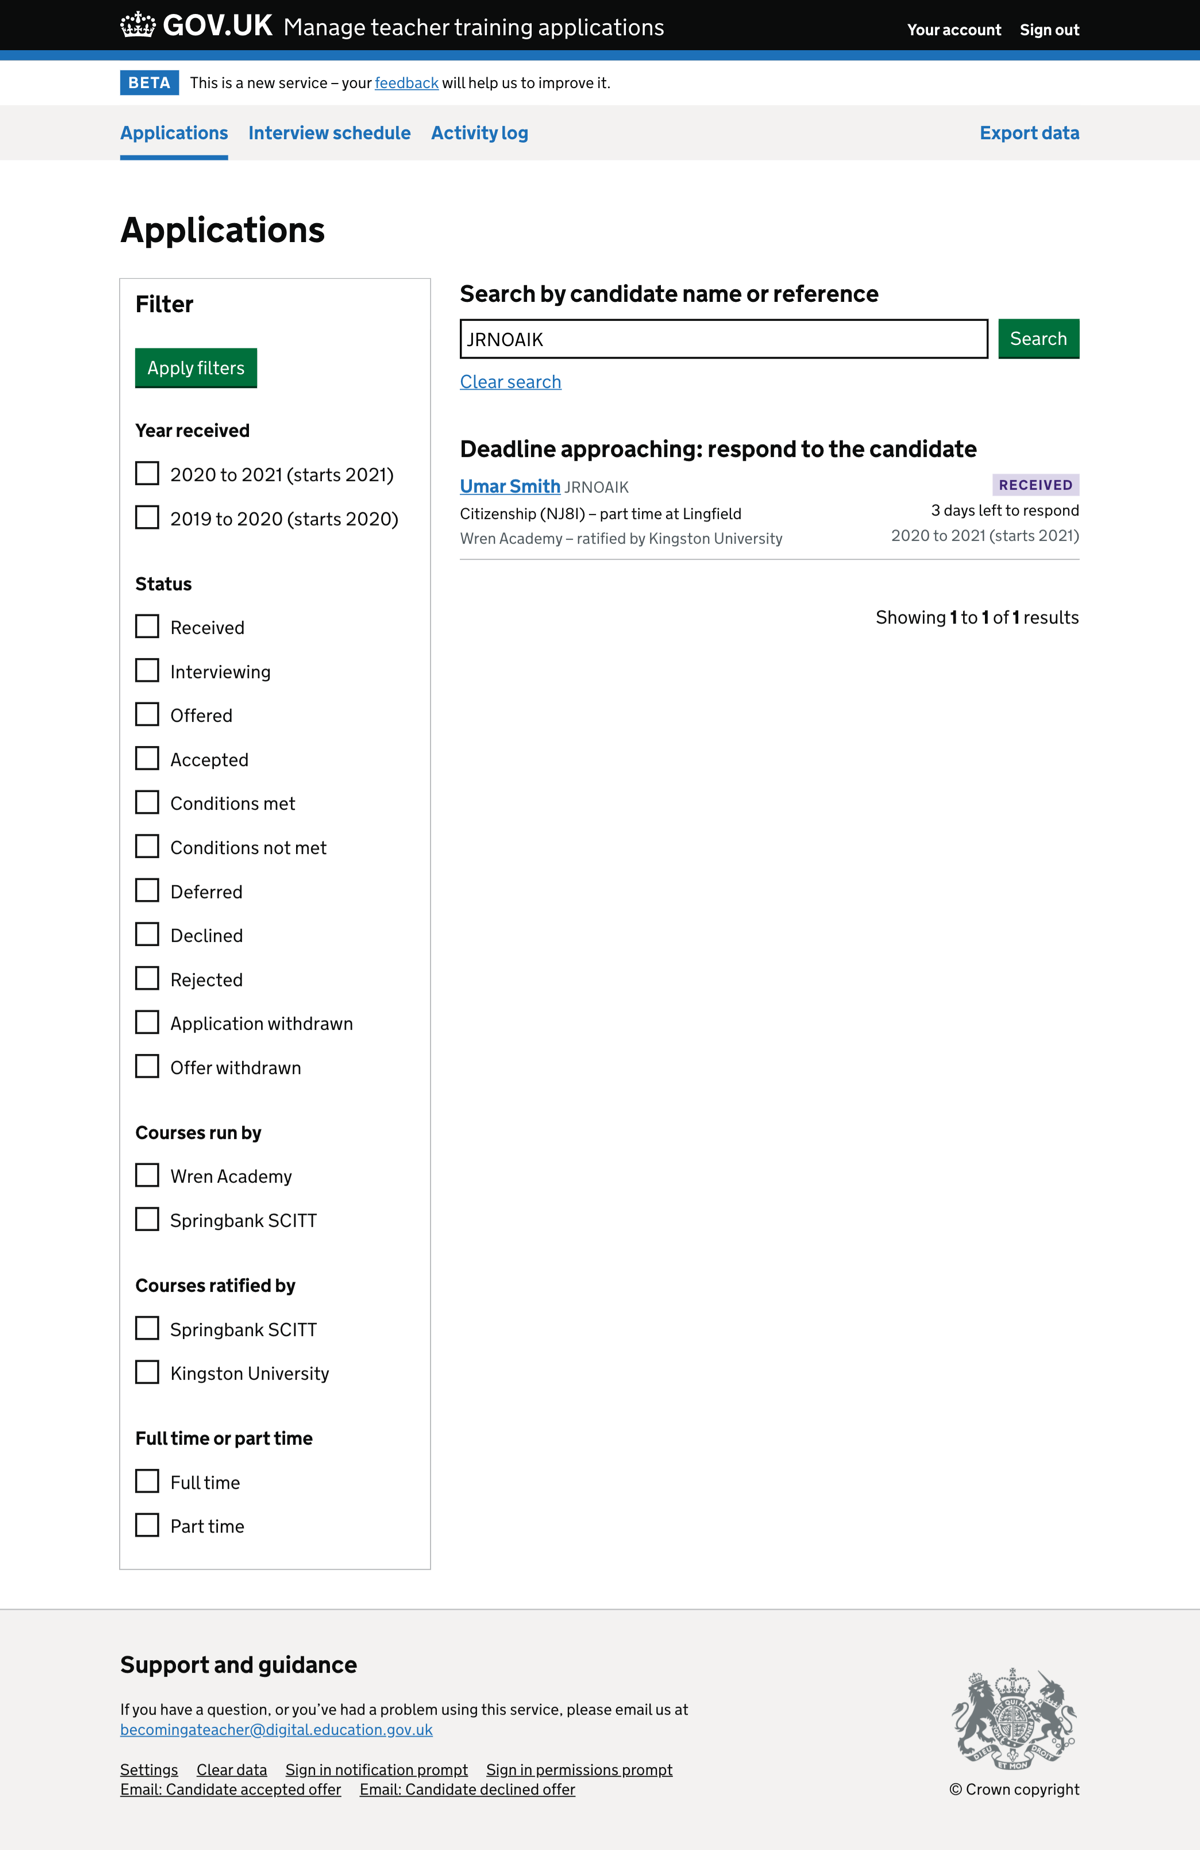 GOV.UK Manage teacher training applications
Your account Sign out
BETA This is a new service – your feedback will help us to improve it.
Applications Interview schedule Activity log Export data
Applications
Filter
Apply filters
Year received
2020 to 2021 (starts 2021)
2019 to 2020 (starts 2020)
Status
Received
Interviewing
Offered
Accepted
Conditions met
Conditions not met
Deferred
Declined
Rejected
Application withdrawn
Offer withdrawn
Courses run by
Wren Academy
Springbank SCITT
Courses ratified by
Springbank SCITT
Kingston University
Full time or part time
Full time
Part time
Search by candidate name or reference
JRNOAIK
Search
Clear search
Deadline approaching: respond to the candidate
Umar Smith JRNOAIK
RECEIVED
Citizenship (NJ8I) – part time at Lingfield
3 days left to respond
Wren Academy – ratified by Kingston University
2020 to 2021 (starts 2021)
Showing 1 to 1 of 1 results
Support and guidance
If you have a question, or you’ve had a problem using this service, please email us at
becomingateacher@digital.education.gov.uk
Settings Clear data Sign in notification prompt Sign in permissions prompt
Email: Candidate accepted offer Email: Candidate declined offer
DIEU ET MON DROIT
© Crown copyright